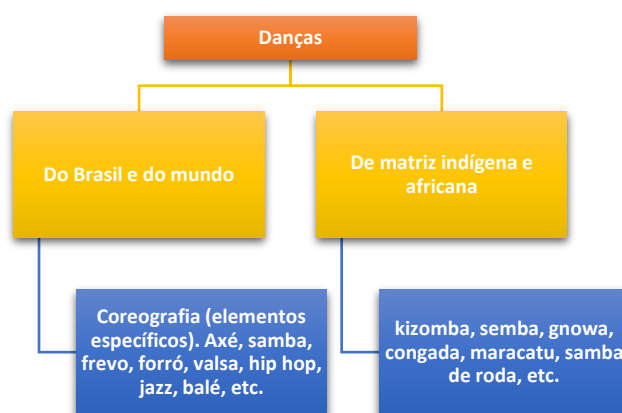 Danças
Do Brasil e do mundo
De matriz indígena e
africana
Coreografia (elementos
específicos). Axé, samba,
frevo, forró, valsa, hip hop,
jazz, balé, etc.
kizomba, semba, gnowa,
congada, maracatu, samba
de roda, etc.